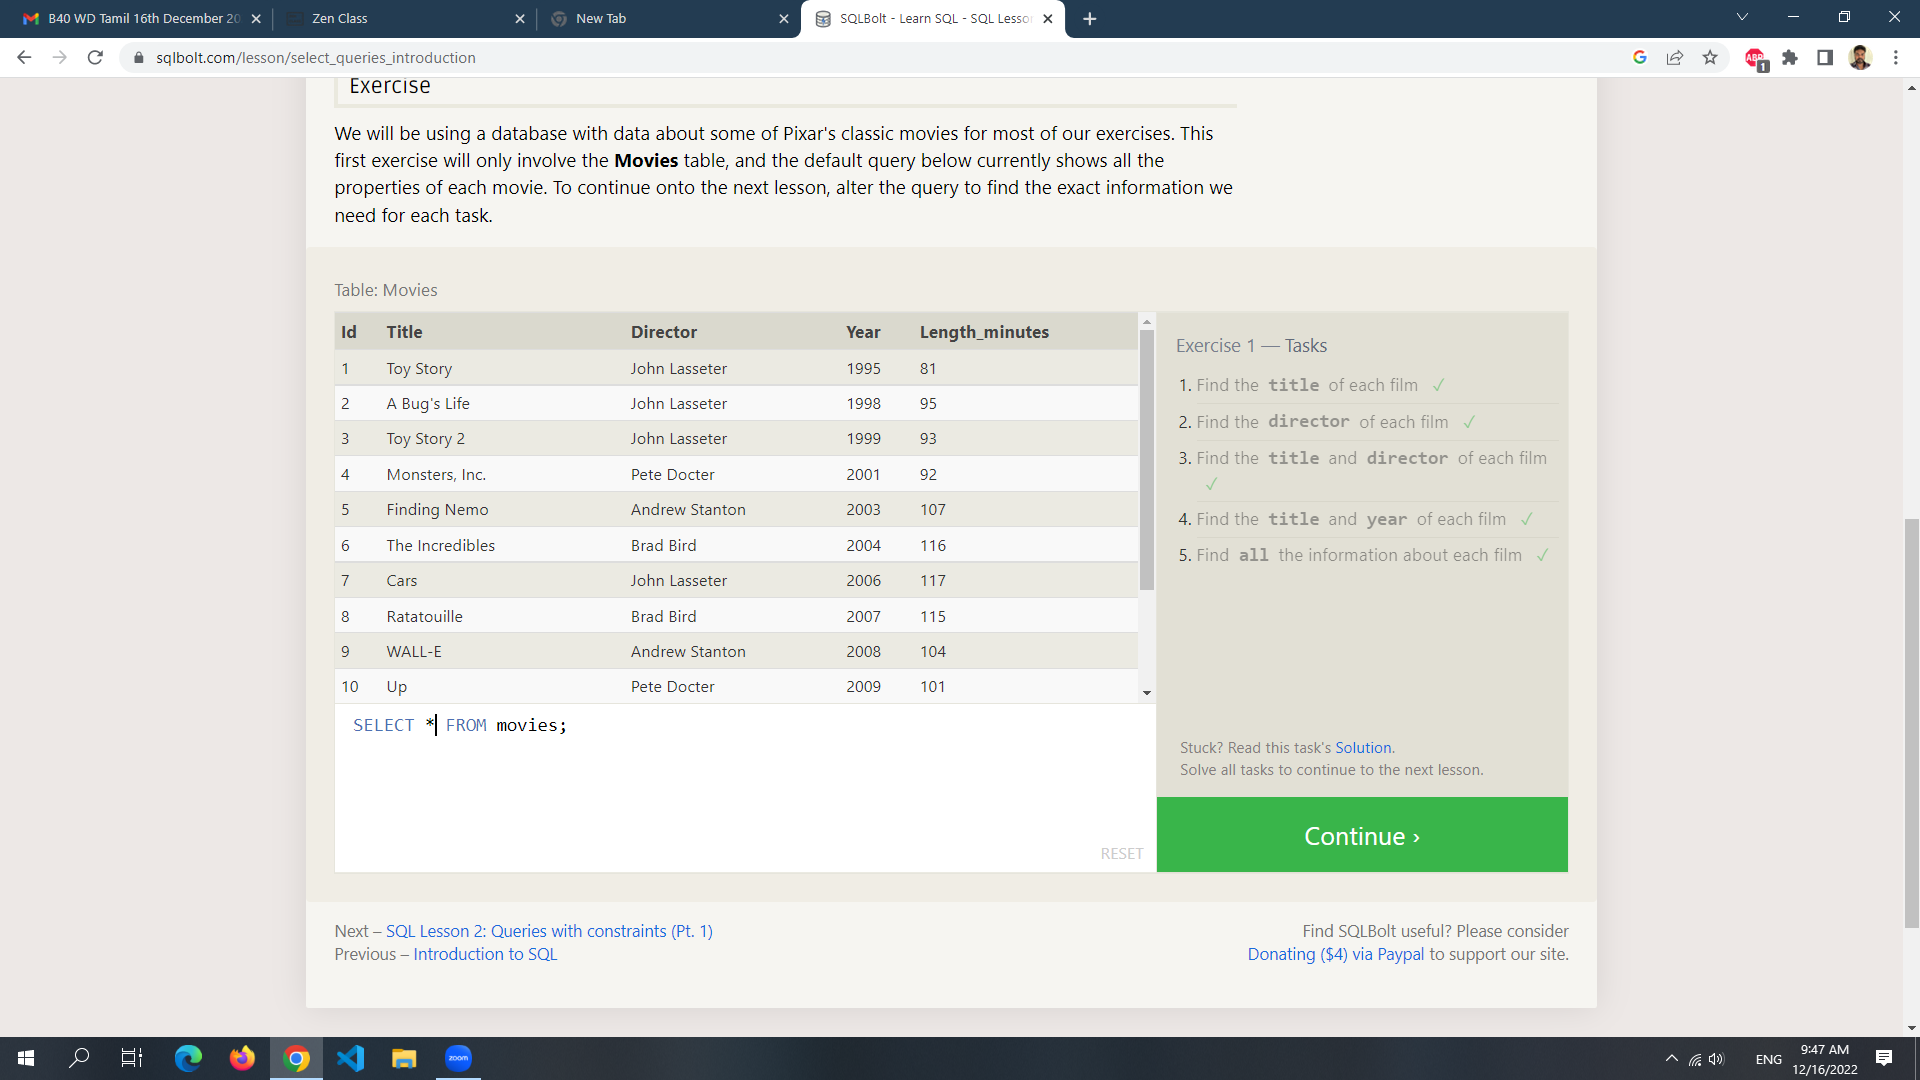 B40 WD Tamil 16th December 20
Zen Class
New Tab
SQLBolt - Learn SQL - SQL Lesson
sqlbolt.com/lesson/select_queries_introduction
ABP
1
Exercise
We will be using a database with data about some of Pixar's classic movies for most of our exercises. This
first exercise will only involve the Movies table, and the default query below currently shows all the
properties of each movie. To continue onto the next lesson, alter the query to find the exact information we
need for each task.
Table: Movies
Id Title Director Year Length_minutes
1 Toy Story John Lasseter 1995 81
2 A Bug's Life John Lasseter 1998 95
3 Toy Story 2 John Lasseter 1999 93
4 Monsters, Inc. Pete Docter 2001 92
5 Finding Nemo Andrew Stanton 2003 107
6 The Incredibles Brad Bird 2004 116
7 Cars John Lasseter 2006 117
8 Ratatouille Brad Bird 2007 115
9 WALL-E Andrew Stanton 2008 104
10 Up Pete Docter 2009 101
SELECT * FROM movies;
RESET
Exercise 1 — Tasks
1. Find the title of each film ✓
2. Find the director of each film ✓
3. Find the title and director of each film
✓
4. Find the title and year of each film ✓
5. Find all the information about each film ✓
Stuck? Read this task's Solution.
Solve all tasks to continue to the next lesson.
Continue ›
Next – SQL Lesson 2: Queries with constraints (Pt. 1)
Previous – Introduction to SQL
Find SQLBolt useful? Please consider
Donating ($4) via Paypal to support our site.
zoom
ENG
9:47 AM
12/16/2022